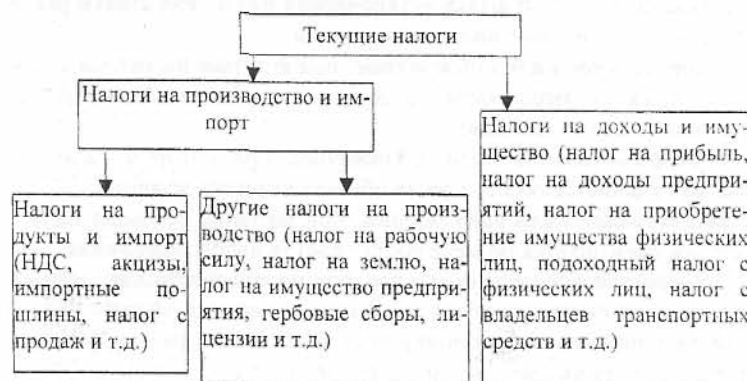 Текущие налоги
Налоги на производство и им-
порт
Налоги на доходы и иму-
щество (налог на прибыль,
налог на доходы предпри-
ятий, налог на приобрете-
ние имущества физических
лиц, подоходный налог с
физических лиц, налог с
владельцев транспортных
средств и т.д.)
Налоги на про-
дукты и импорт
(НДС, акцизы,
импортные по
шлины, налог с
продаж и т.д.)
Другие налоги на произ-
водство (налог на рабочую
силу, налог на землю, на-
лог на имущество предпри-
ятия, гербовые сборы, ли-
цензии и т.д.)